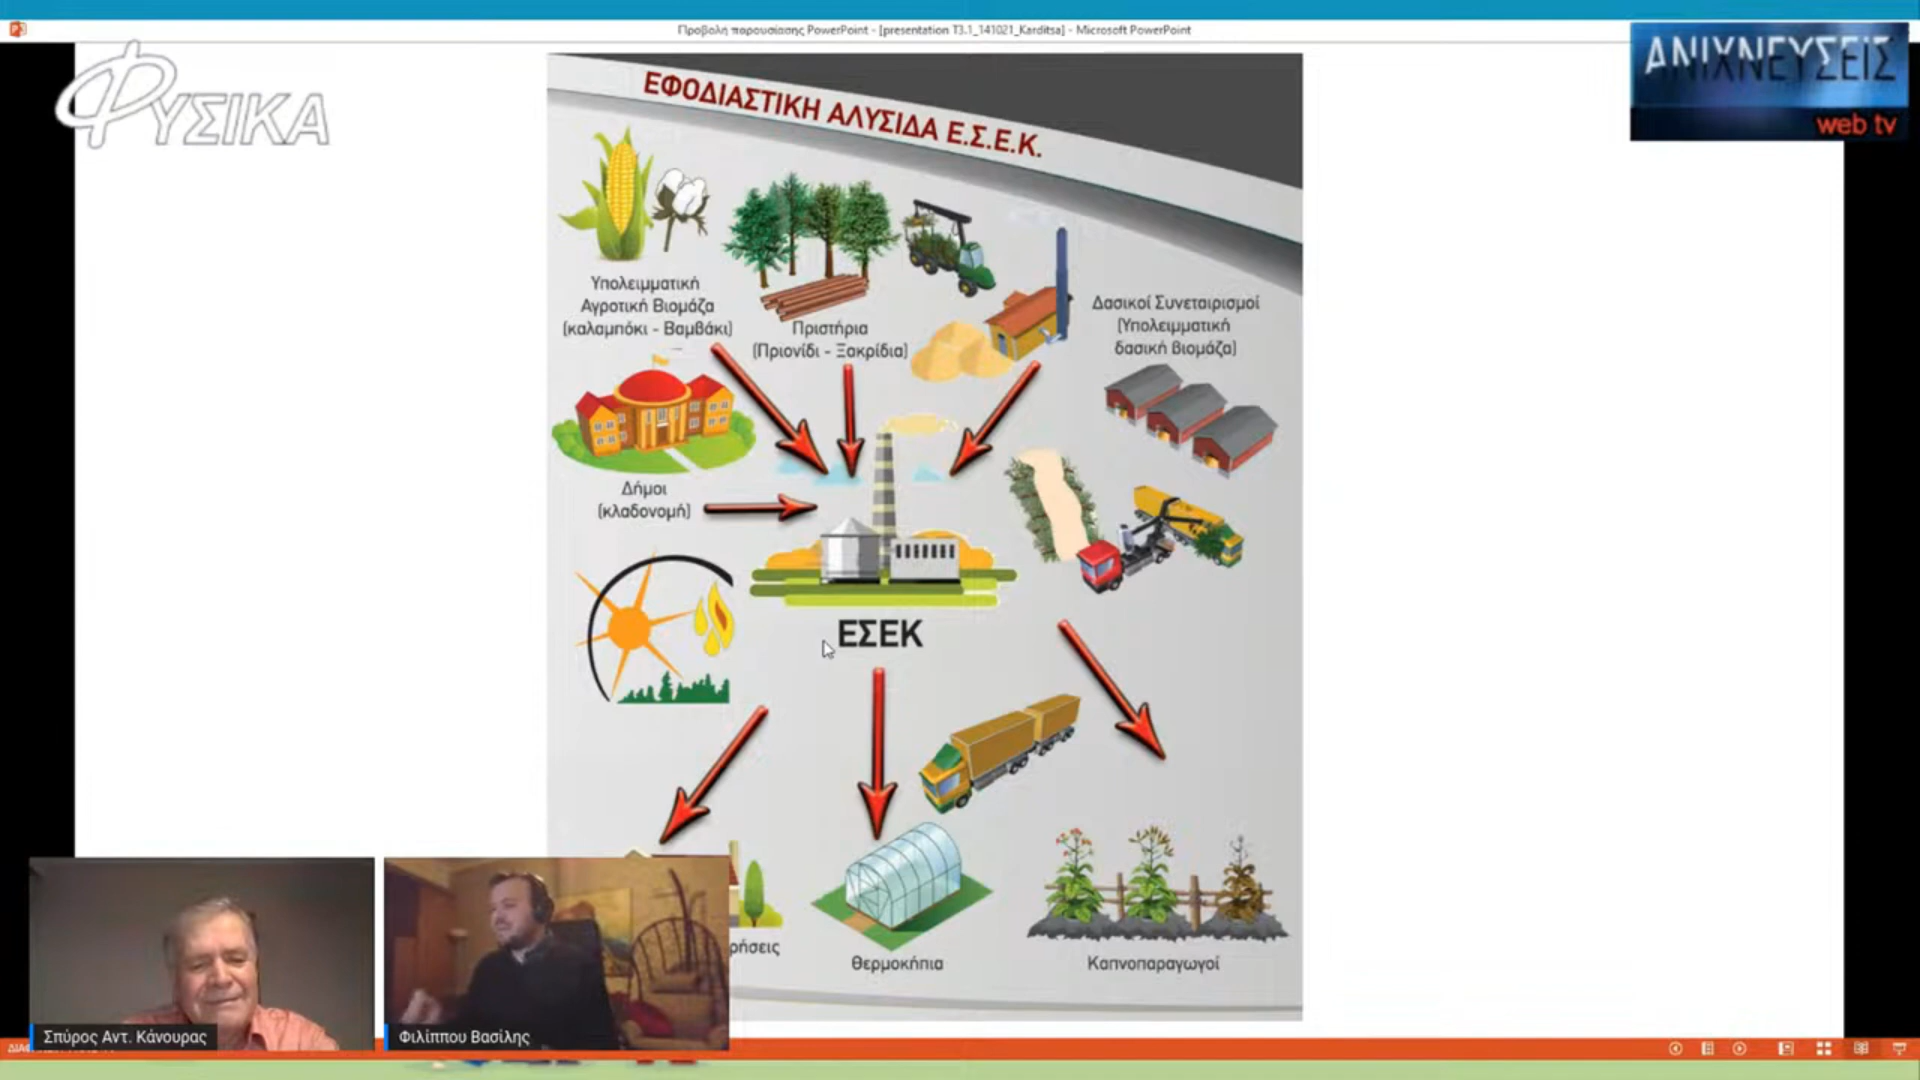 Προβολή παρουσίασης PowerPoint - [presentation T3.1_141021_Karditsa] - Microsoft PowerPoint
ΦΥΣΙΚΑ
ΑΝΙΧΝΕΥΣΕΙΣ
web tv
ΕΦΟΔΙΑΣΤΙΚΗ ΑΛΥΣΙΔΑ Ε.Σ.Ε.Κ.
Υπολειμματική
Αγροτική Βιομάζα
(καλαμπόκι - Βαμβάκι)
Πριστήρια
(Πριονίδι - Ξακρίδια)
Δασικοί Συνεταιρισμοί
(Υπολειμματική
δασική βιομάζα)
Δήμοι
(κλαδονομή)
ΕΣΕΚ
ρήσεις
Θερμοκήπια
Καπνοπαραγωγοί
Σπύρος Αντ. Κάνουρας
Φιλίππου Βασίλης